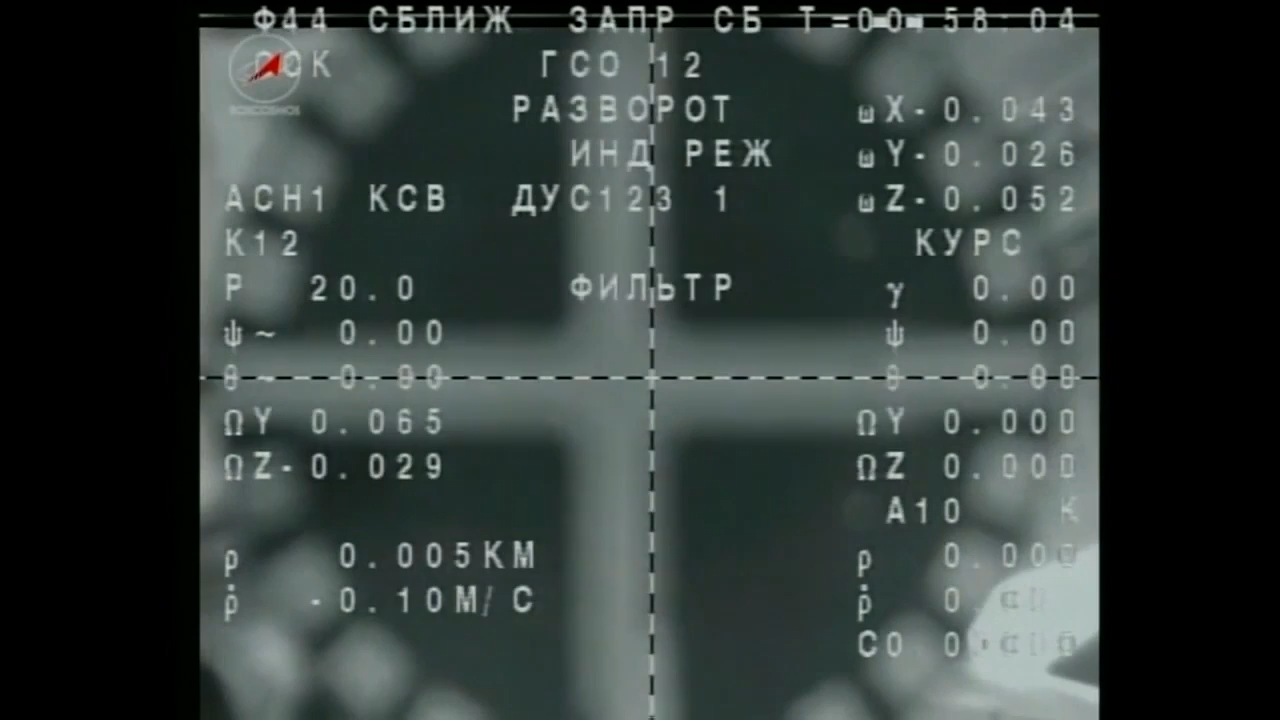 Ф44 СБЛИЖ ЗАПР СБ Т=00 58:04
ССК ГСО 12
РАЗВОРОТ ωX-0.043
ИНД РЕЖ ωY-0.026
АСН1 КСВ ДУС123 1 ωZ-0.052
К12 КУРС
Р 20.0 ФИЛЬТР γ 0.00
ψ~ 0.00 ψ 0.00
θ~ 0.00 θ 0.00
ΩY 0.065 ΩY 0.000
ΩZ-0.029 ΩZ 0.000
А10 К
ρ 0.005КМ ρ 0.000
ρ̇ -0.10М/С ρ̇ 0.
С0